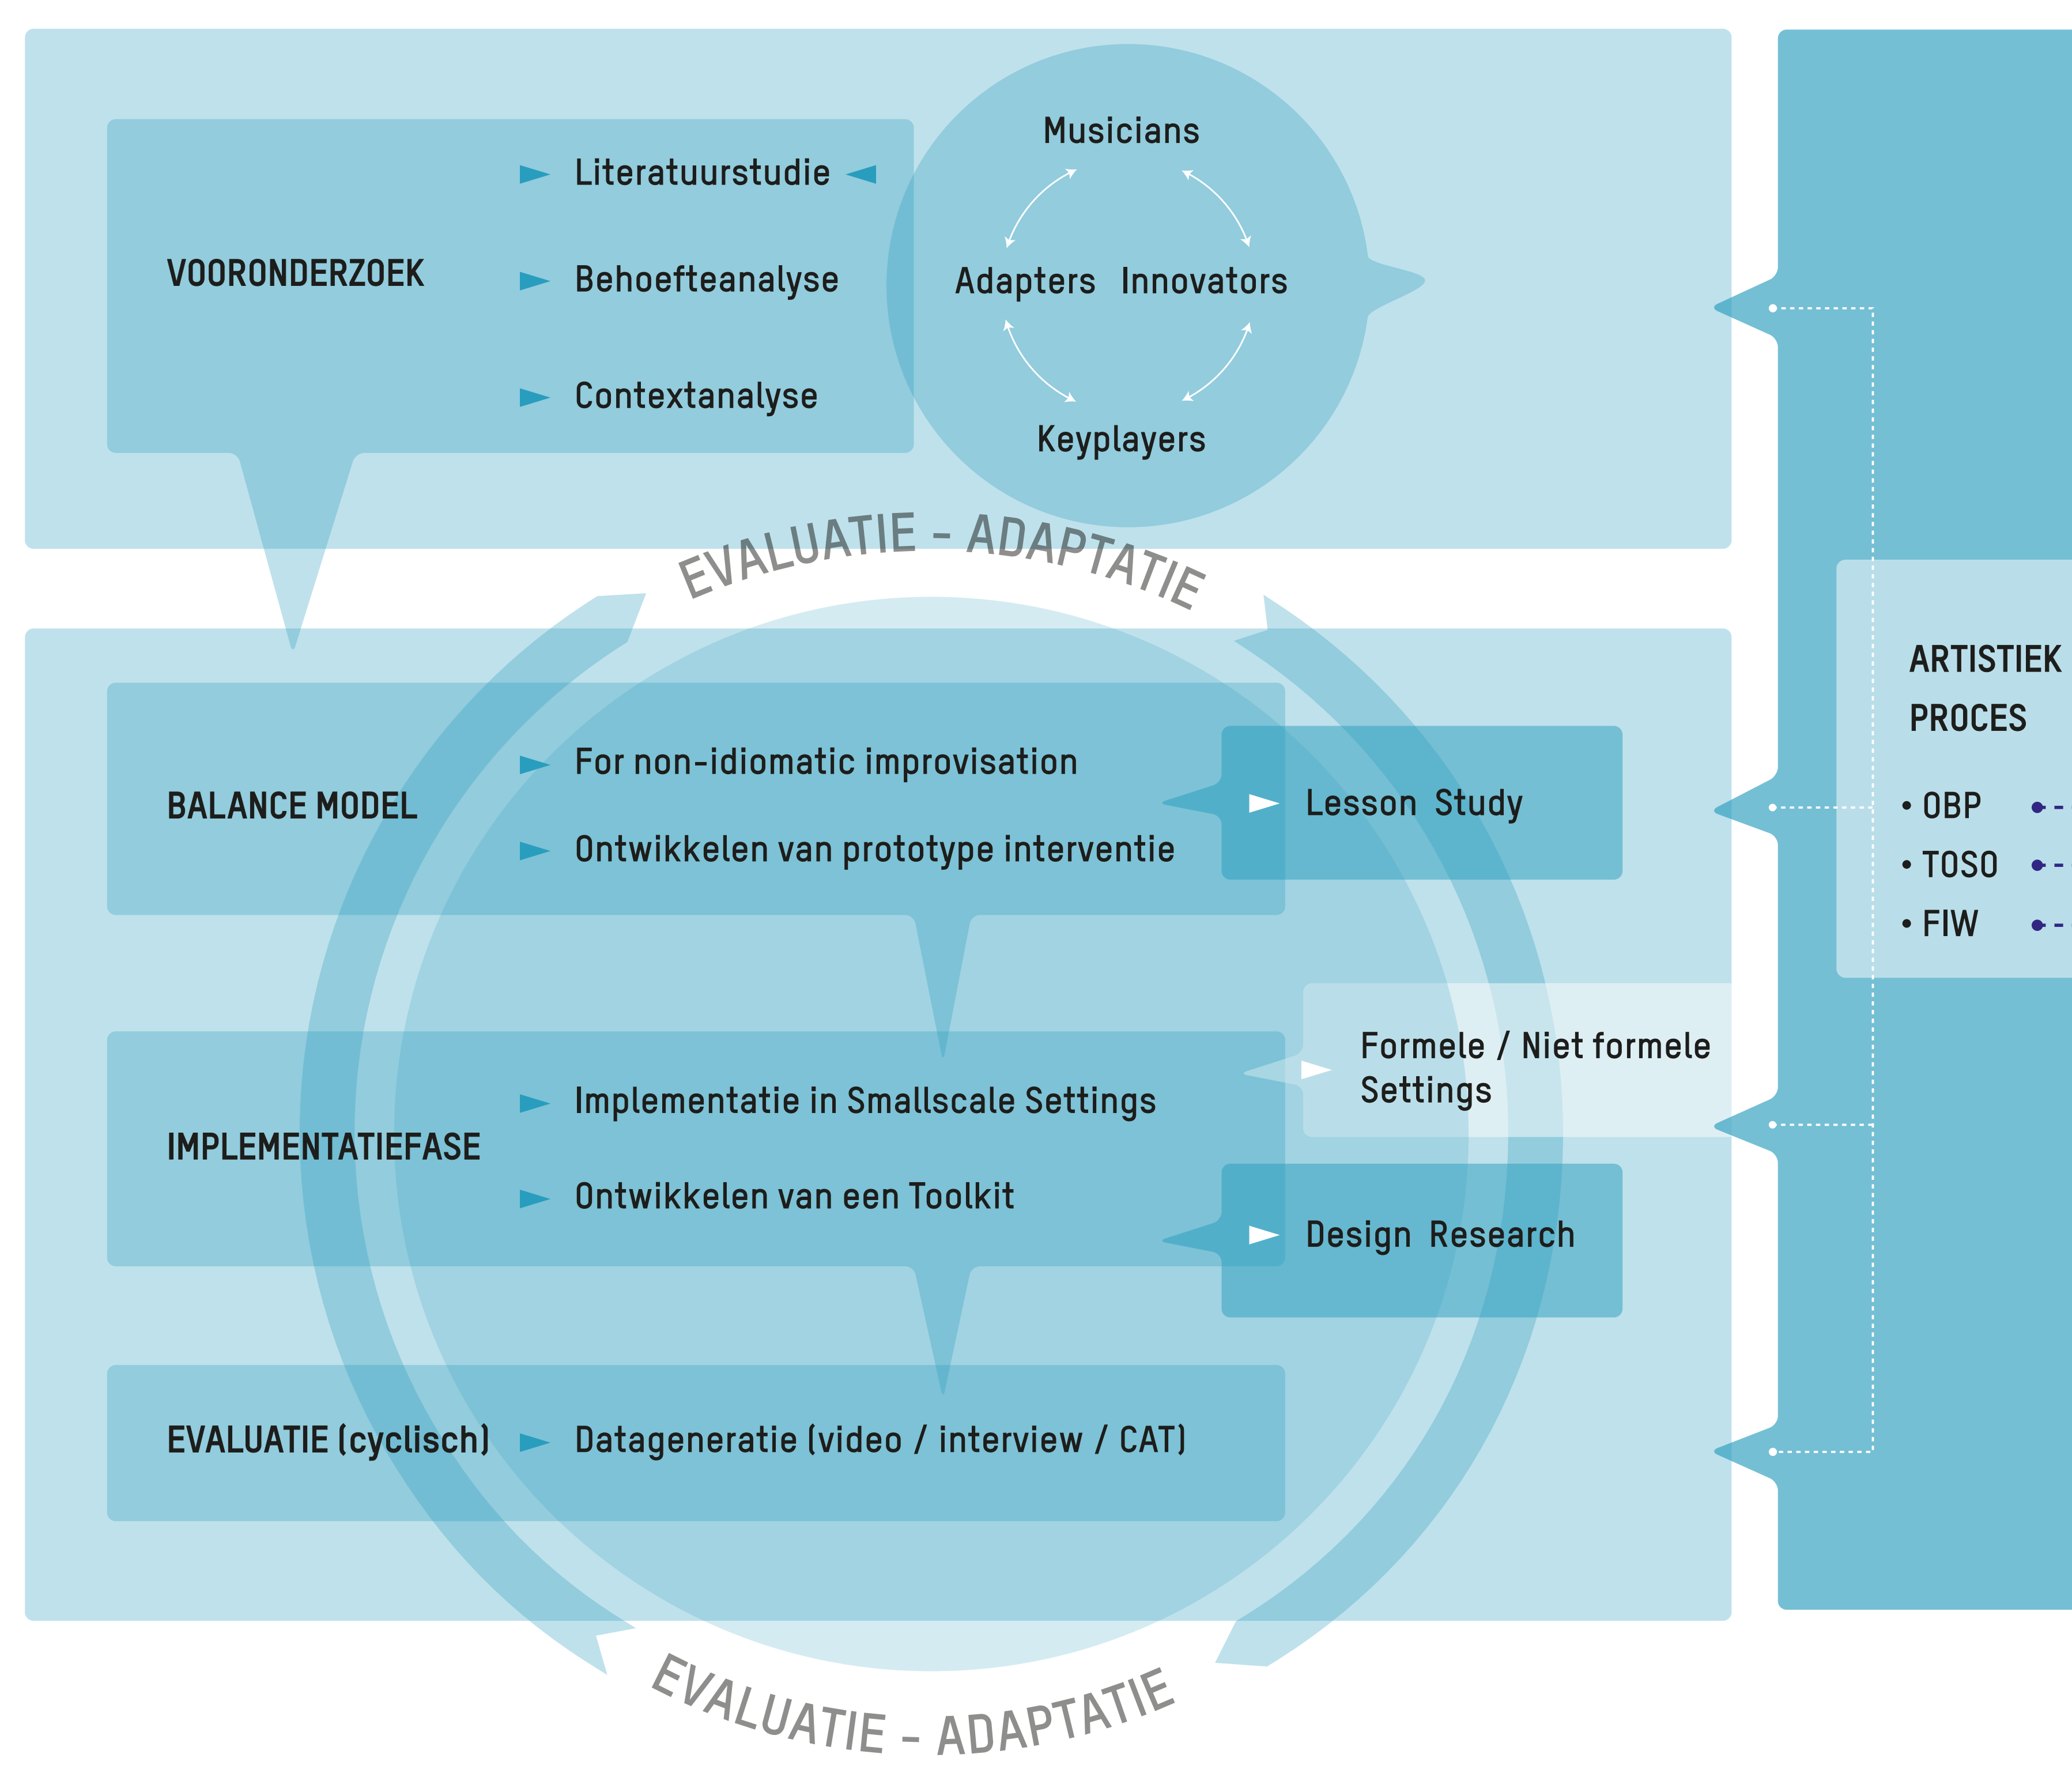 VOORONDERZOEK
Literatuurstudie
Behoefteanalyse
Contextanalyse
Musicians
Adapters Innovators
Keyplayers
EVALUATIE - ADAPTATIE
BALANCE MODEL
For non-idiomatic improvisation
Ontwikkelen van prototype interventie
Lesson Study
IMPLEMENTATIEFASE
Implementatie in Smallscale Settings
Ontwikkelen van een Toolkit
Formele / Niet formele
Settings
Design Research
EVALUATIE (cyclisch)
Datageneratie (video / interview / CAT)
EVALUATIE - ADAPTATIE
ARTISTIEK
PROCES
• OBP
• TOSO
• FIW